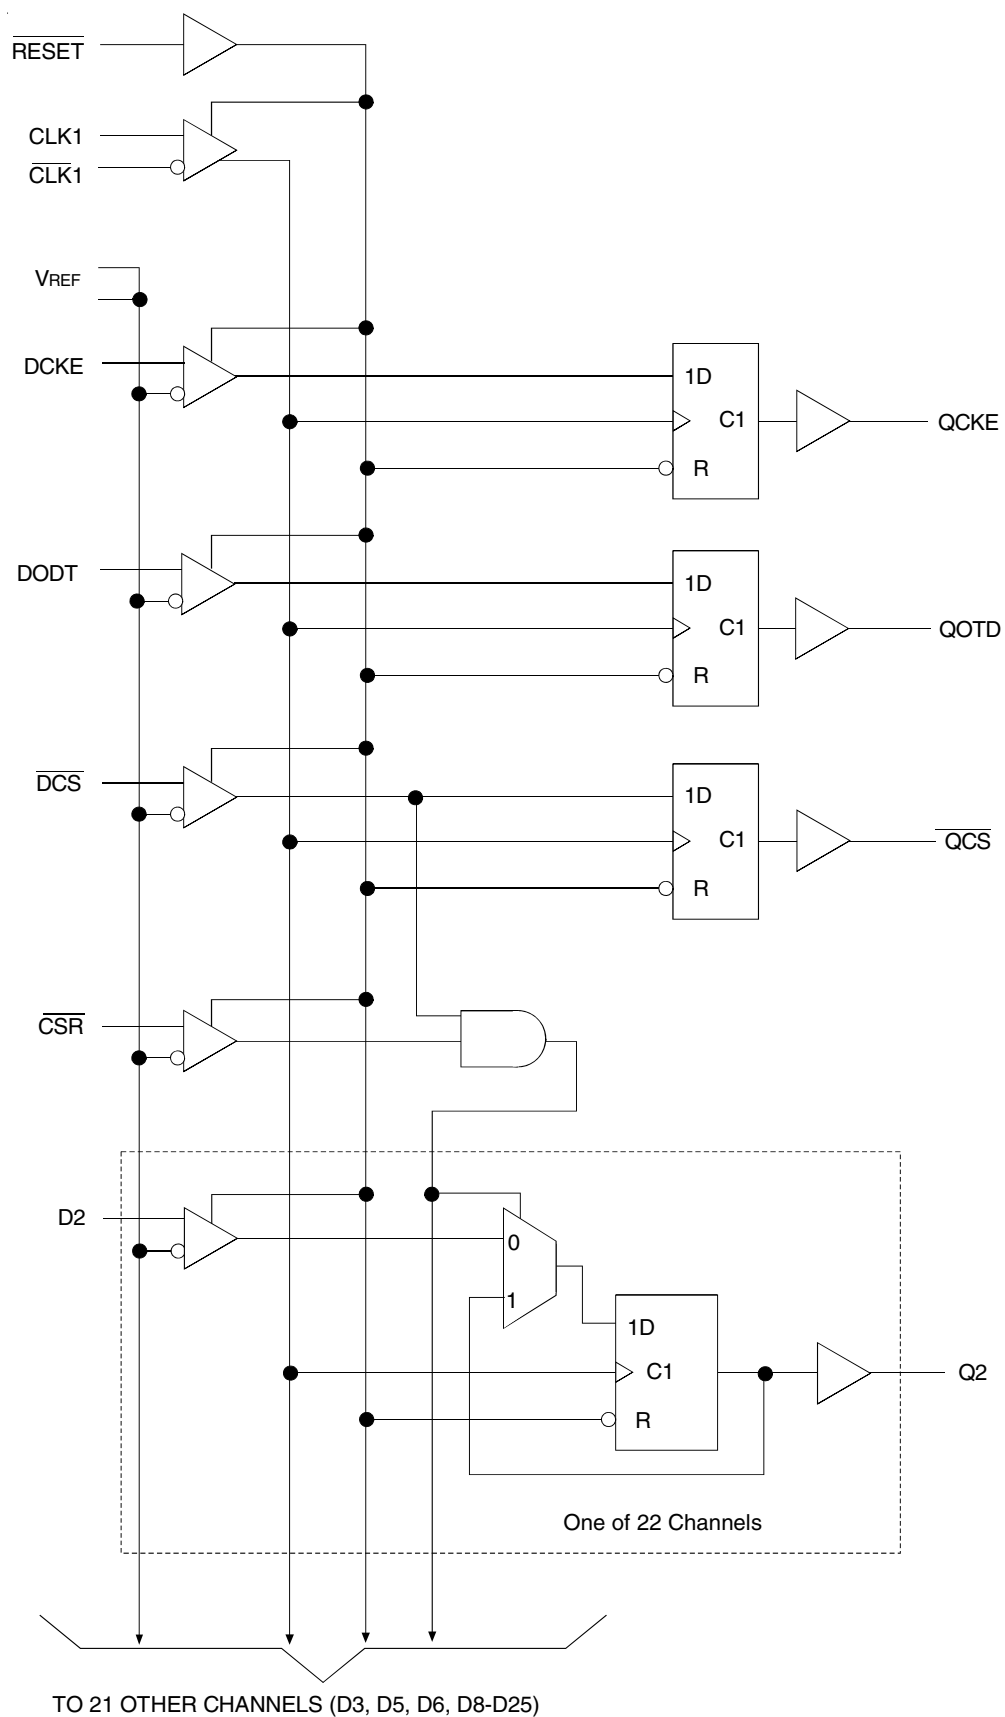 RESET
CLK1
CLK1
VREF
DCKE
1D
C1
R
QCKE
DODT
1D
C1
R
QOTD
DCS
1D
C1
R
QCS
CSR
D2
0
1
1D
C1
R
Q2
One of 22 Channels
TO 21 OTHER CHANNELS (D3, D5, D6, D8-D25)